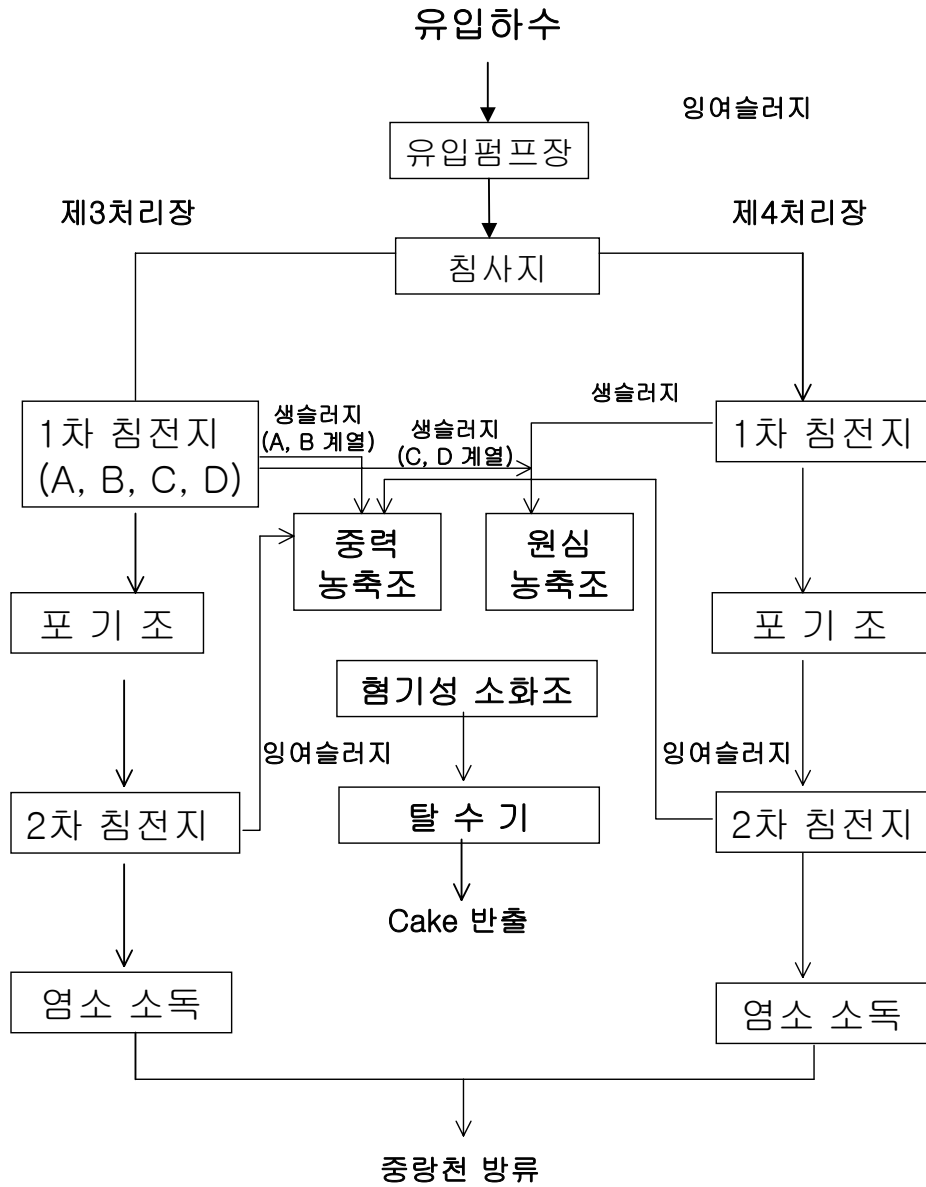 유입하수
잉여슬러지
유입펌프장
제3처리장
제4처리장
침사지
1차 침전지
(A, B, C, D)
생슬러지
(A, B 계열)
생슬러지
(C, D 계열)
생슬러지
1차 침전지
중력
농축조
원심
농축조
포 기 조
포 기 조
혐기성 소화조
잉여슬러지
잉여슬러지
2차 침전지
탈 수 기
2차 침전지
Cake 반출
염소 소독
염소 소독
중랑천 방류